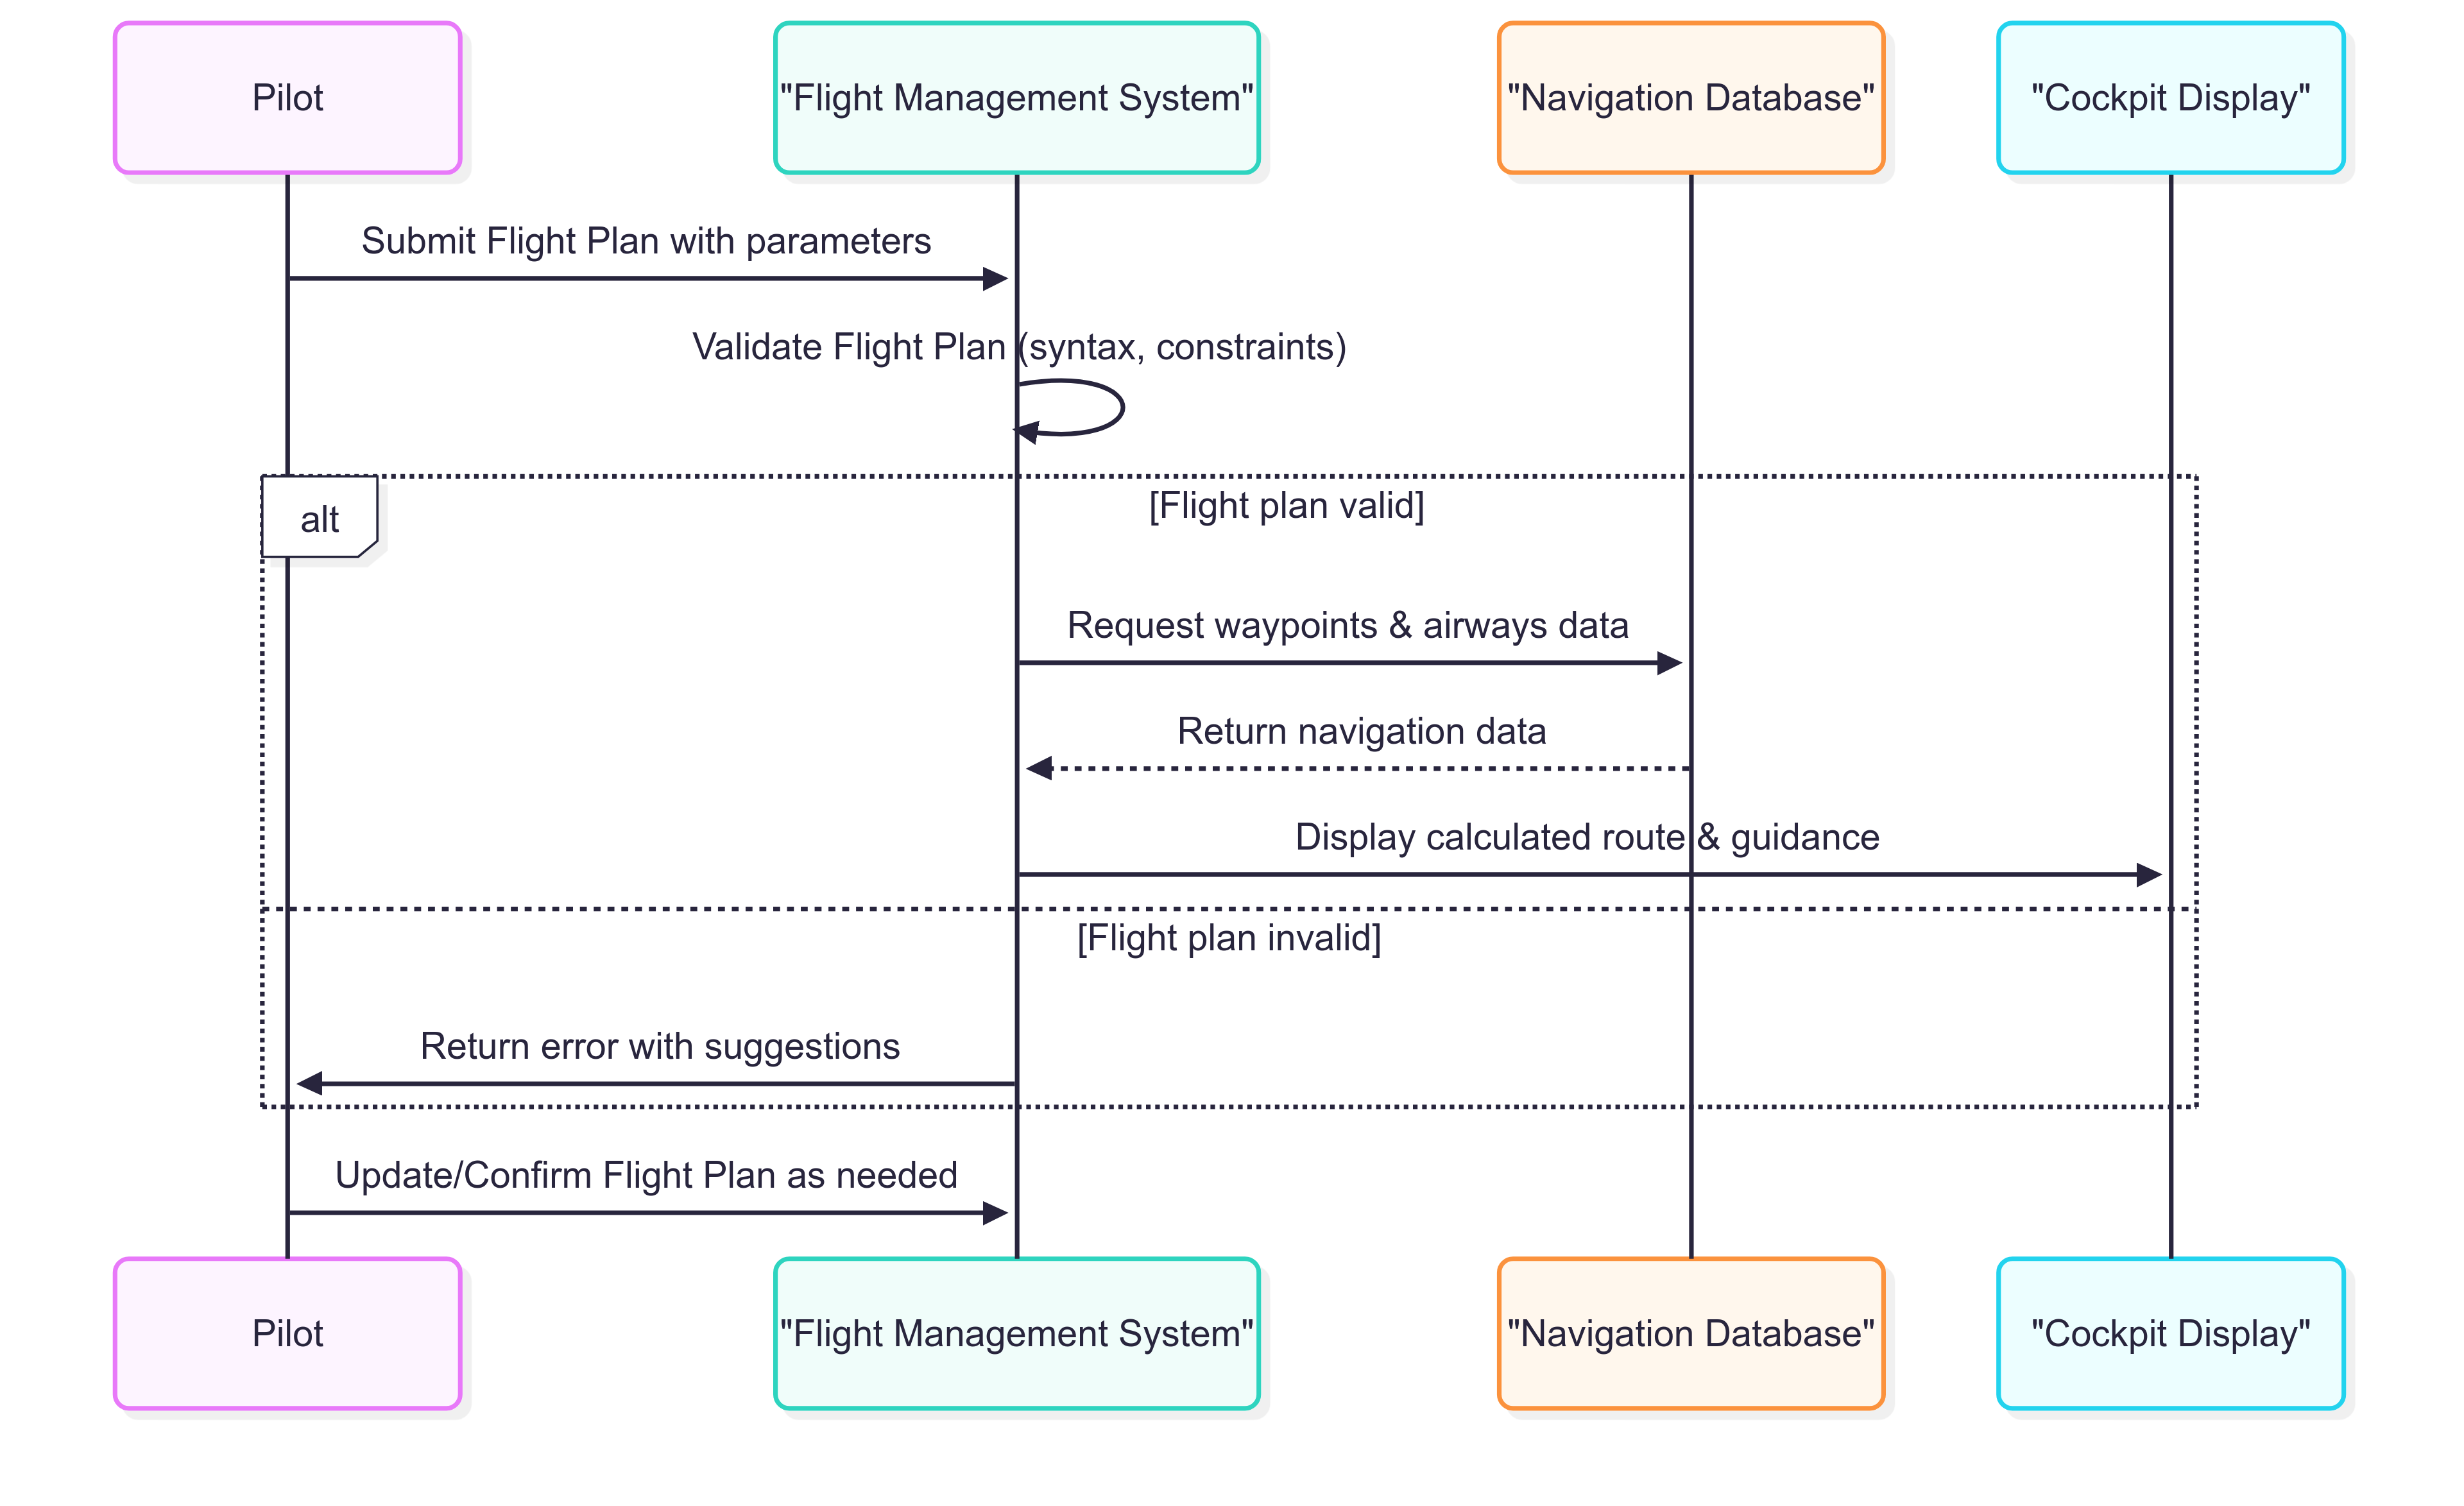 Pilot
"Flight Management System"
"Navigation Database"
"Cockpit Display"
Submit Flight Plan with parameters
Validate Flight Plan (syntax, constraints)
alt
[Flight plan valid]
Request waypoints & airways data
Return navigation data
Display calculated route & guidance
[Flight plan invalid]
Return error with suggestions
Update/Confirm Flight Plan as needed
Pilot
"Flight Management System"
"Navigation Database"
"Cockpit Display"